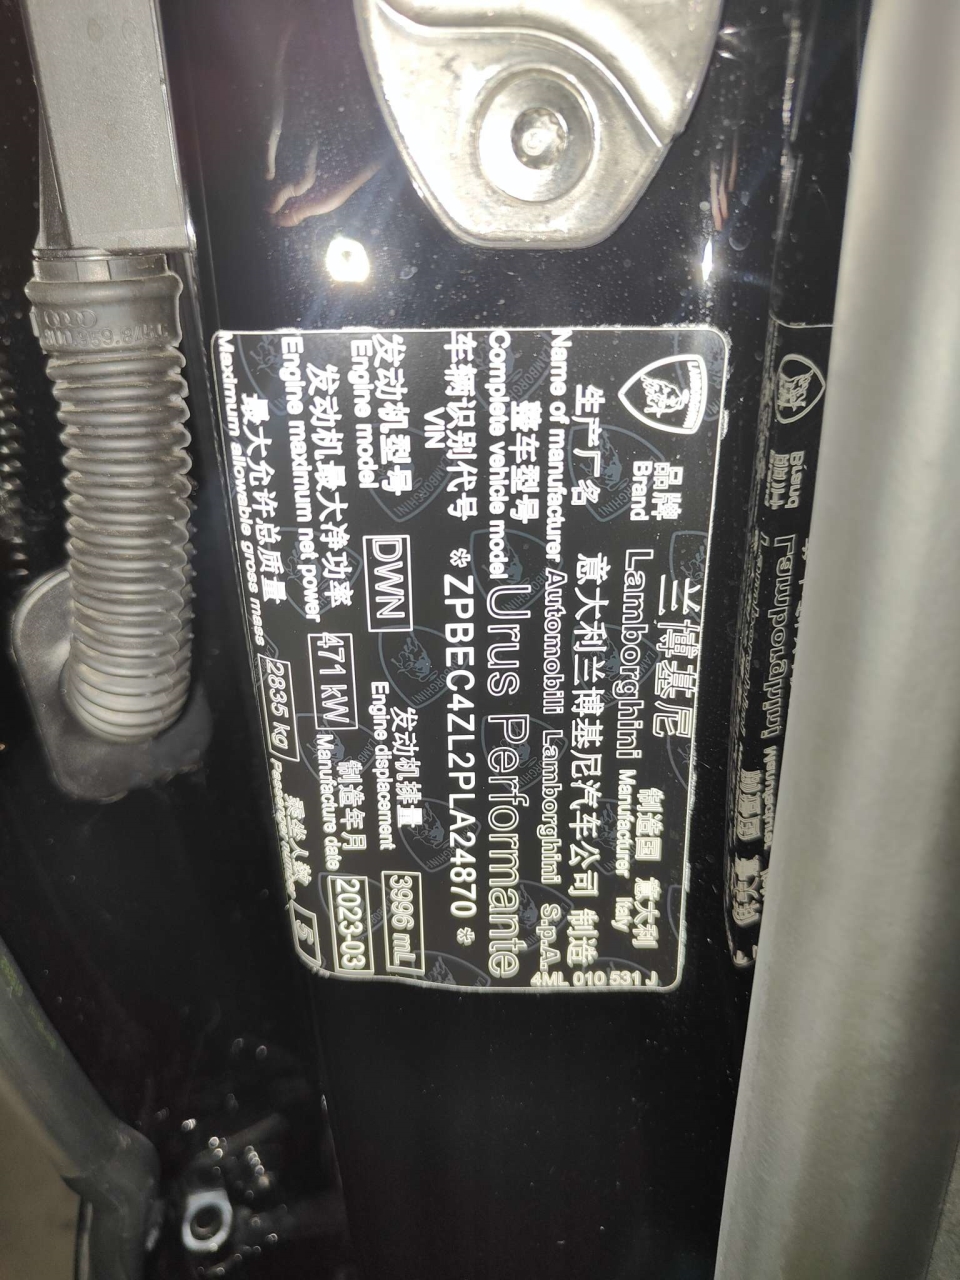 兰博基尼
品牌 Brand Lamborghini 制造国 Manufacturer 意大利 Italy
生产厂名 意大利兰博基尼汽车公司 制造
Name of manufacturer Automobili Lamborghini S.p.A.
4ML 010 531 J
整车型号
Complete vehicle model Urus Performante
车辆识别代号 VIN * ZPBEC4ZL2PLA24870 *
发动机型号 Engine model DWN 发动机排量 Engine displacement 3996 mL
发动机最大净功率 Engine maximum net power 471 kW 制造年月 Manufacture date 2023-03
最大允许总质量 Maximum allowable gross mass 2835 kg 乘坐人数 5
LAMBORGHINI